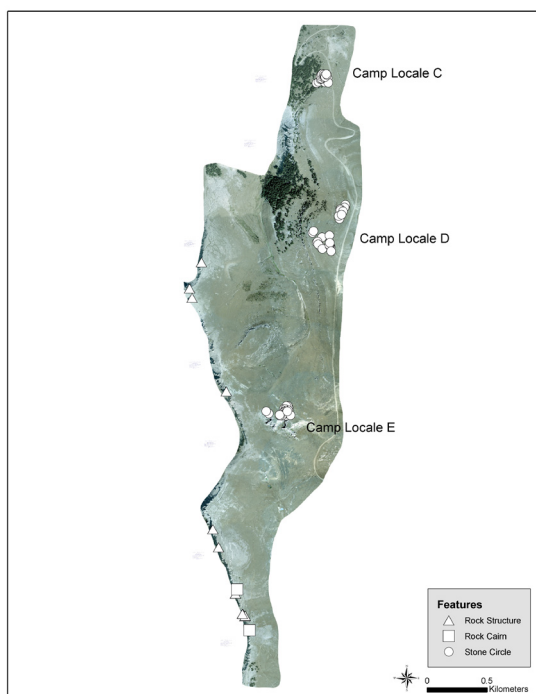 Camp Locale C
Camp Locale D
Camp Locale E
Features
Rock Structure
Rock Cairn
Stone Circle
0 0.5
Kilometers